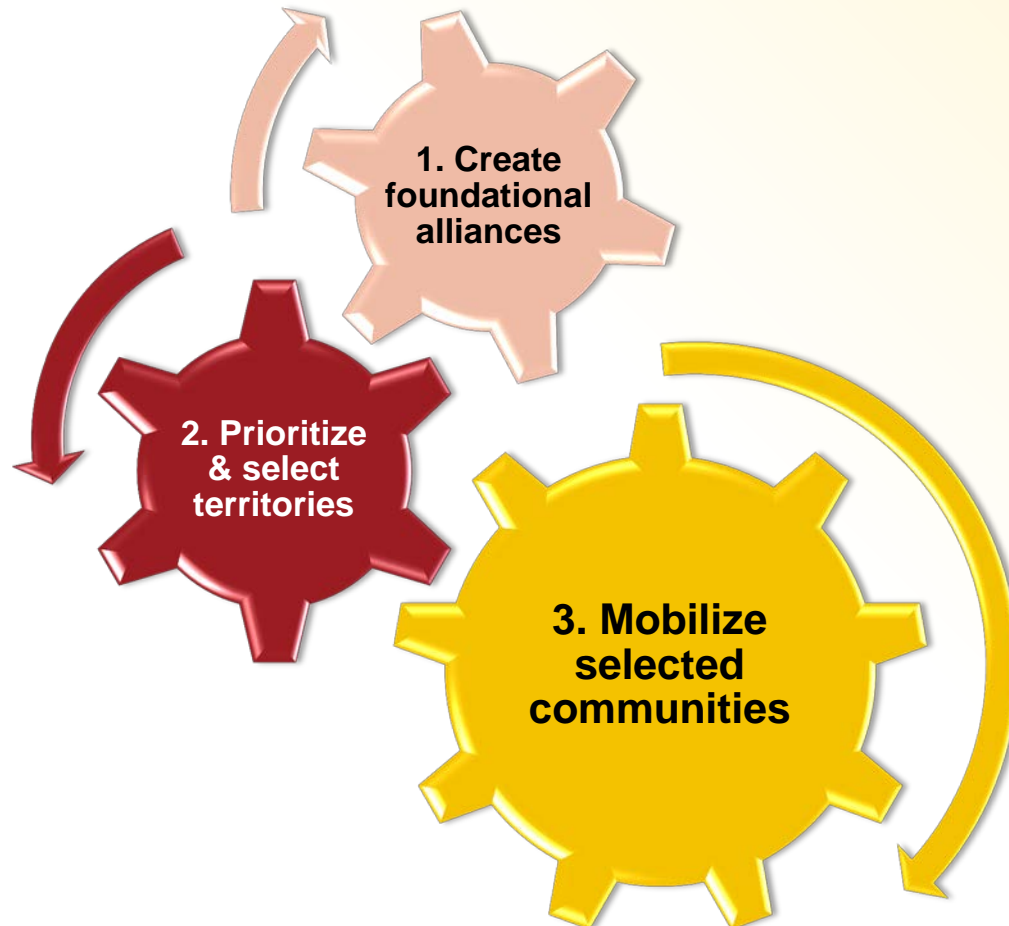 1. Create
foundational
alliances
2. Prioritize
& select
territories
3. Mobilize
selected
communities